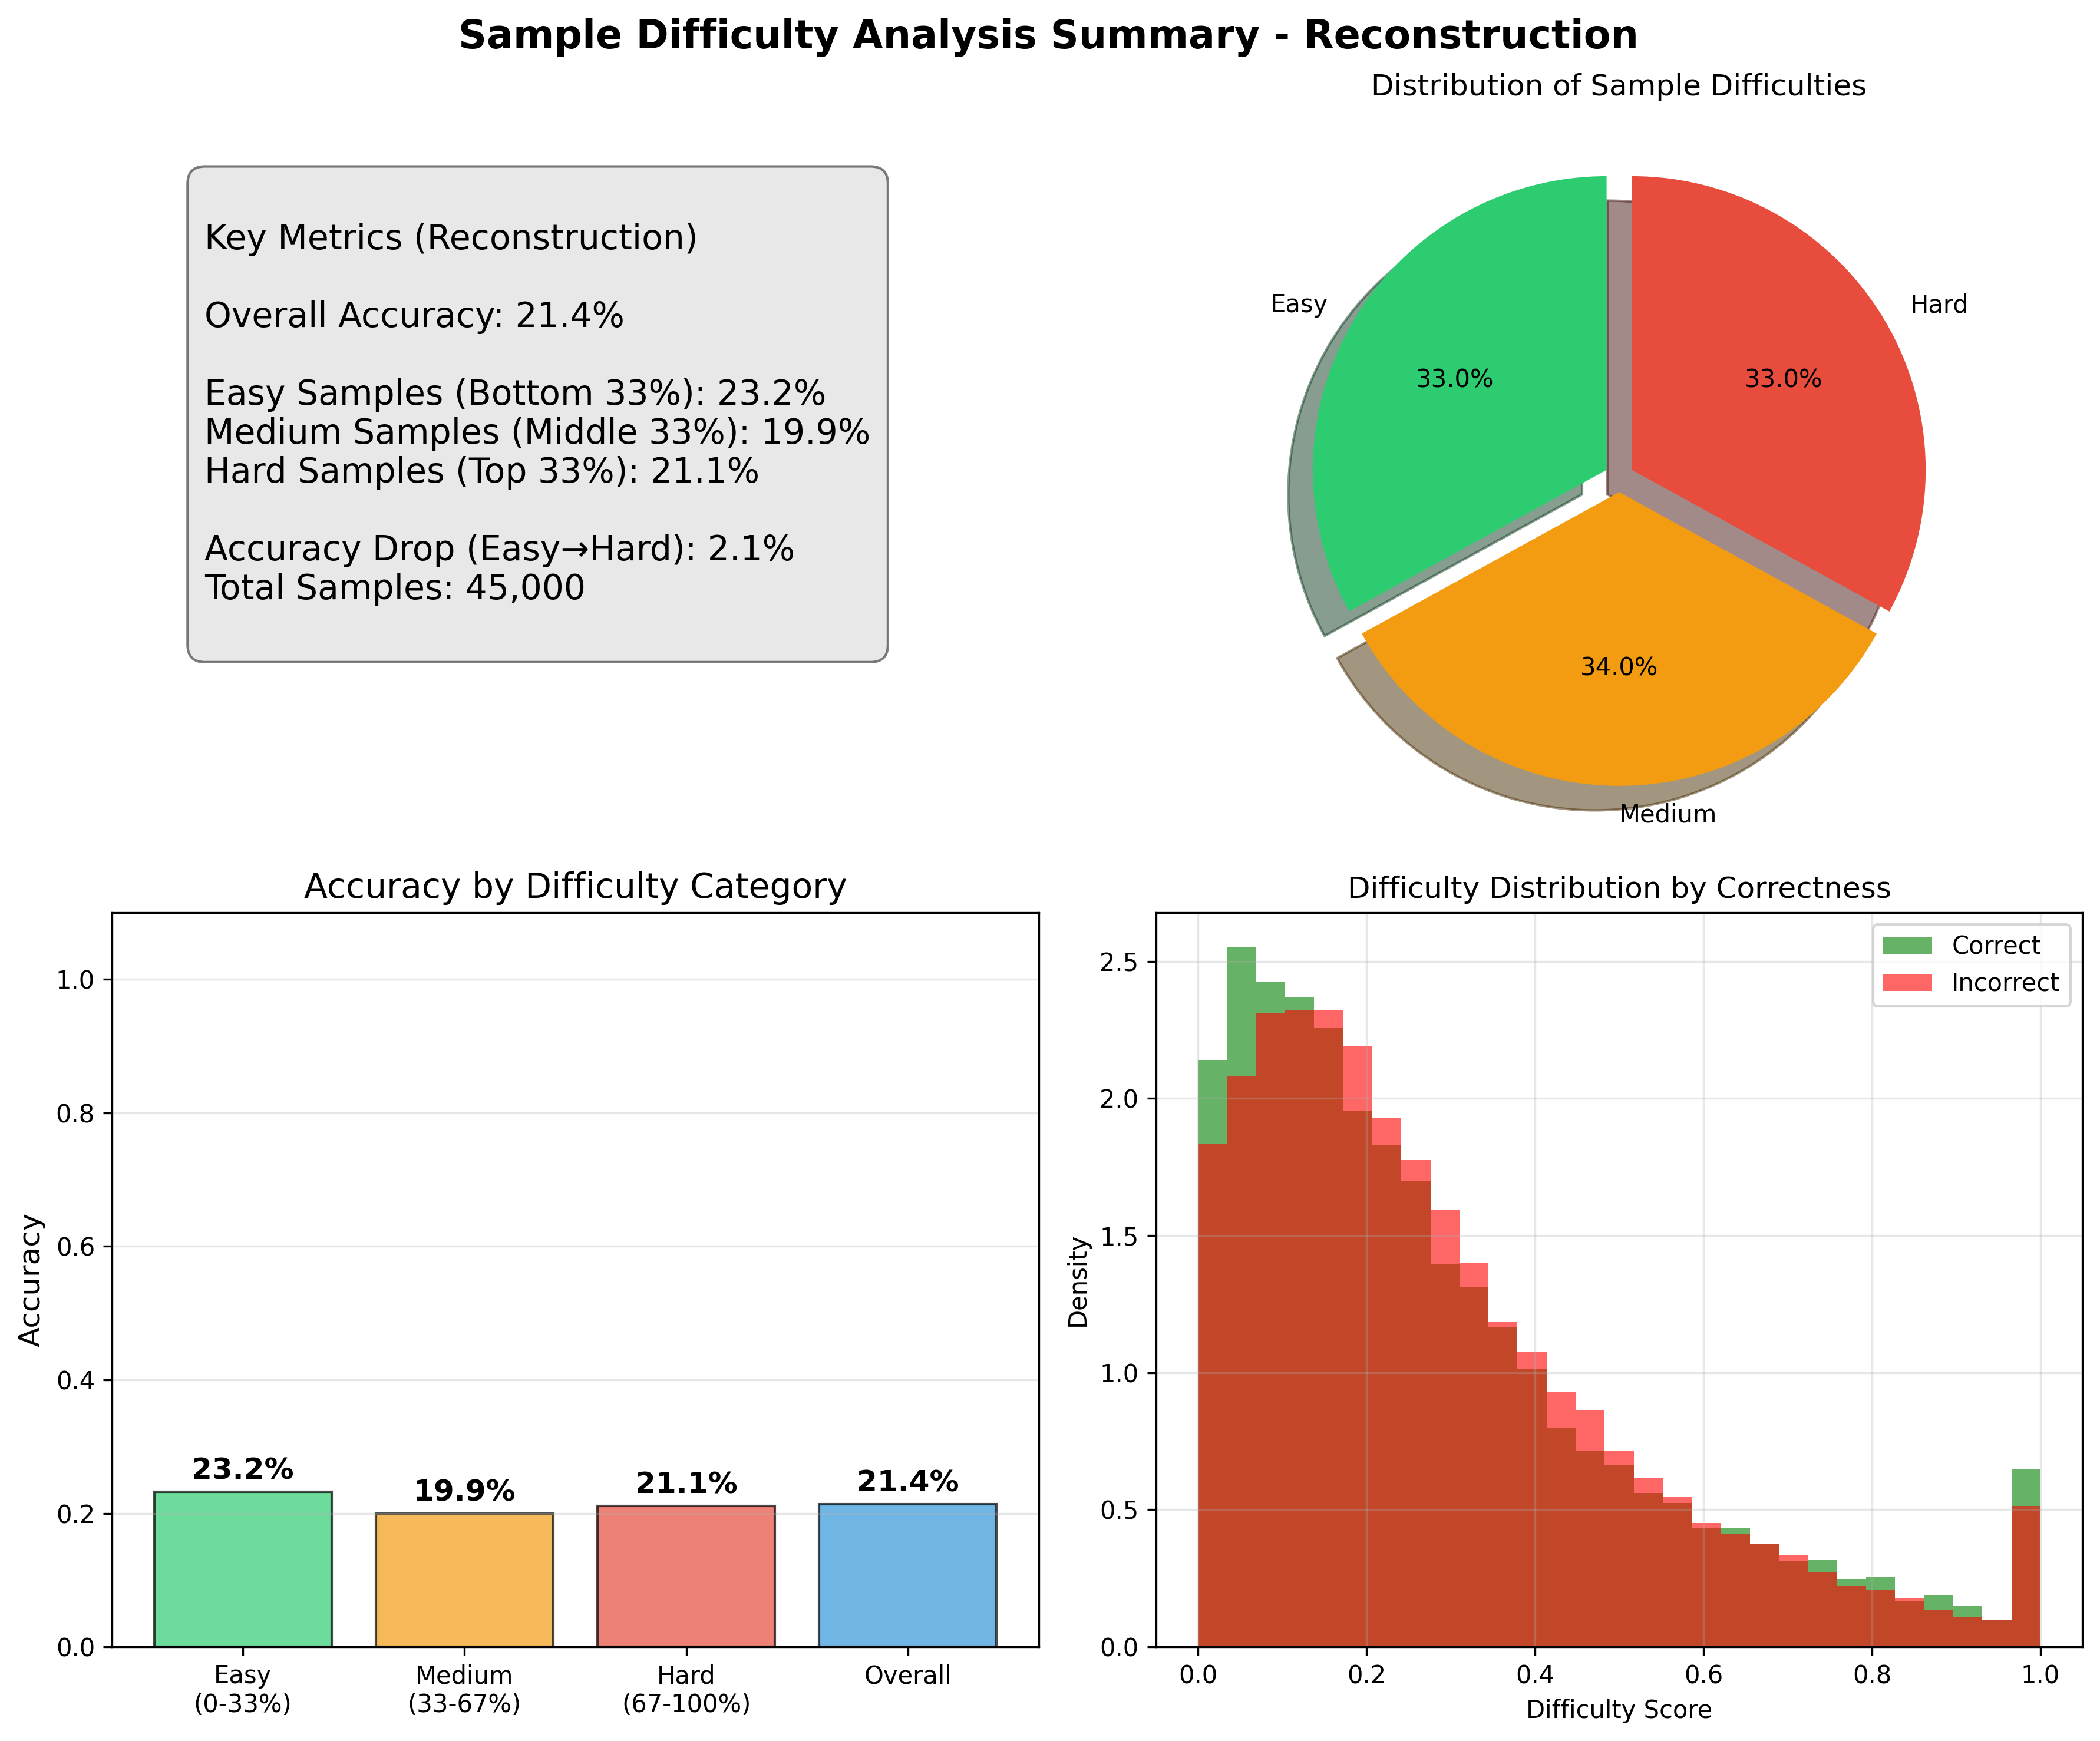 Sample Difficulty Analysis Summary - Reconstruction
Key Metrics (Reconstruction)
Overall Accuracy: 21.4%
Easy Samples (Bottom 33%): 23.2%
Medium Samples (Middle 33%): 19.9%
Hard Samples (Top 33%): 21.1%
Accuracy Drop (Easy→Hard): 2.1%
Total Samples: 45,000
Distribution of Sample Difficulties
Easy
Hard
33.0%
33.0%
34.0%
Medium
Accuracy by Difficulty Category
Accuracy
1.0
0.8
0.6
0.4
0.2
0.0
23.2%
19.9%
21.1%
21.4%
Easy
(0-33%)
Medium
(33-67%)
Hard
(67-100%)
Overall
Difficulty Distribution by Correctness
Correct
Incorrect
Density
2.5
2.0
1.5
1.0
0.5
0.0
0.0
0.2
0.4
0.6
0.8
1.0
Difficulty Score